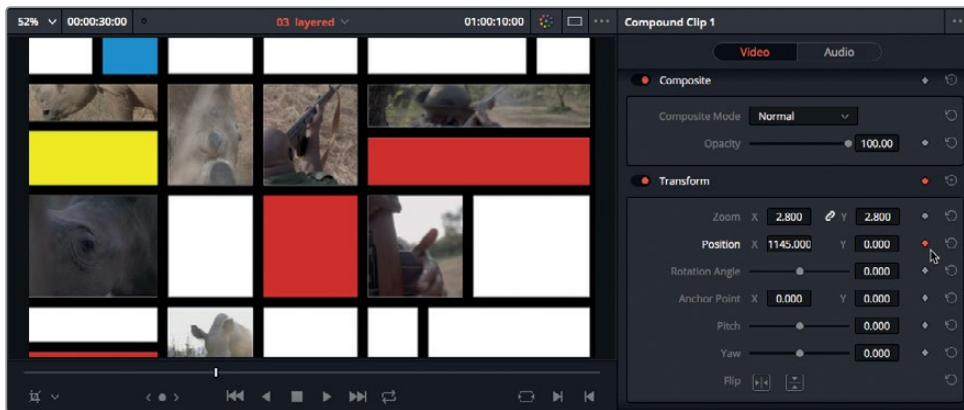 52% 00:00:30:00 03 layered 01:00:10:00 Compound Clip 1
Video Audio
Composite
Composite Mode Normal
Opacity 100.00
Transform
Zoom X 2.800 Y 2.800
Position X 1145.000 Y 0.000
Rotation Angle 0.000
Anchor Point X 0.000 Y 0.000
Pitch 0.000
Yaw 0.000
Flip